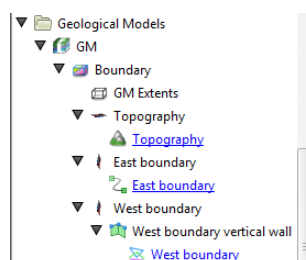 Geological Models
GM
Boundary
GM Extents
Topography
Topography
East boundary
East boundary
West boundary
West boundary vertical wall
West boundary